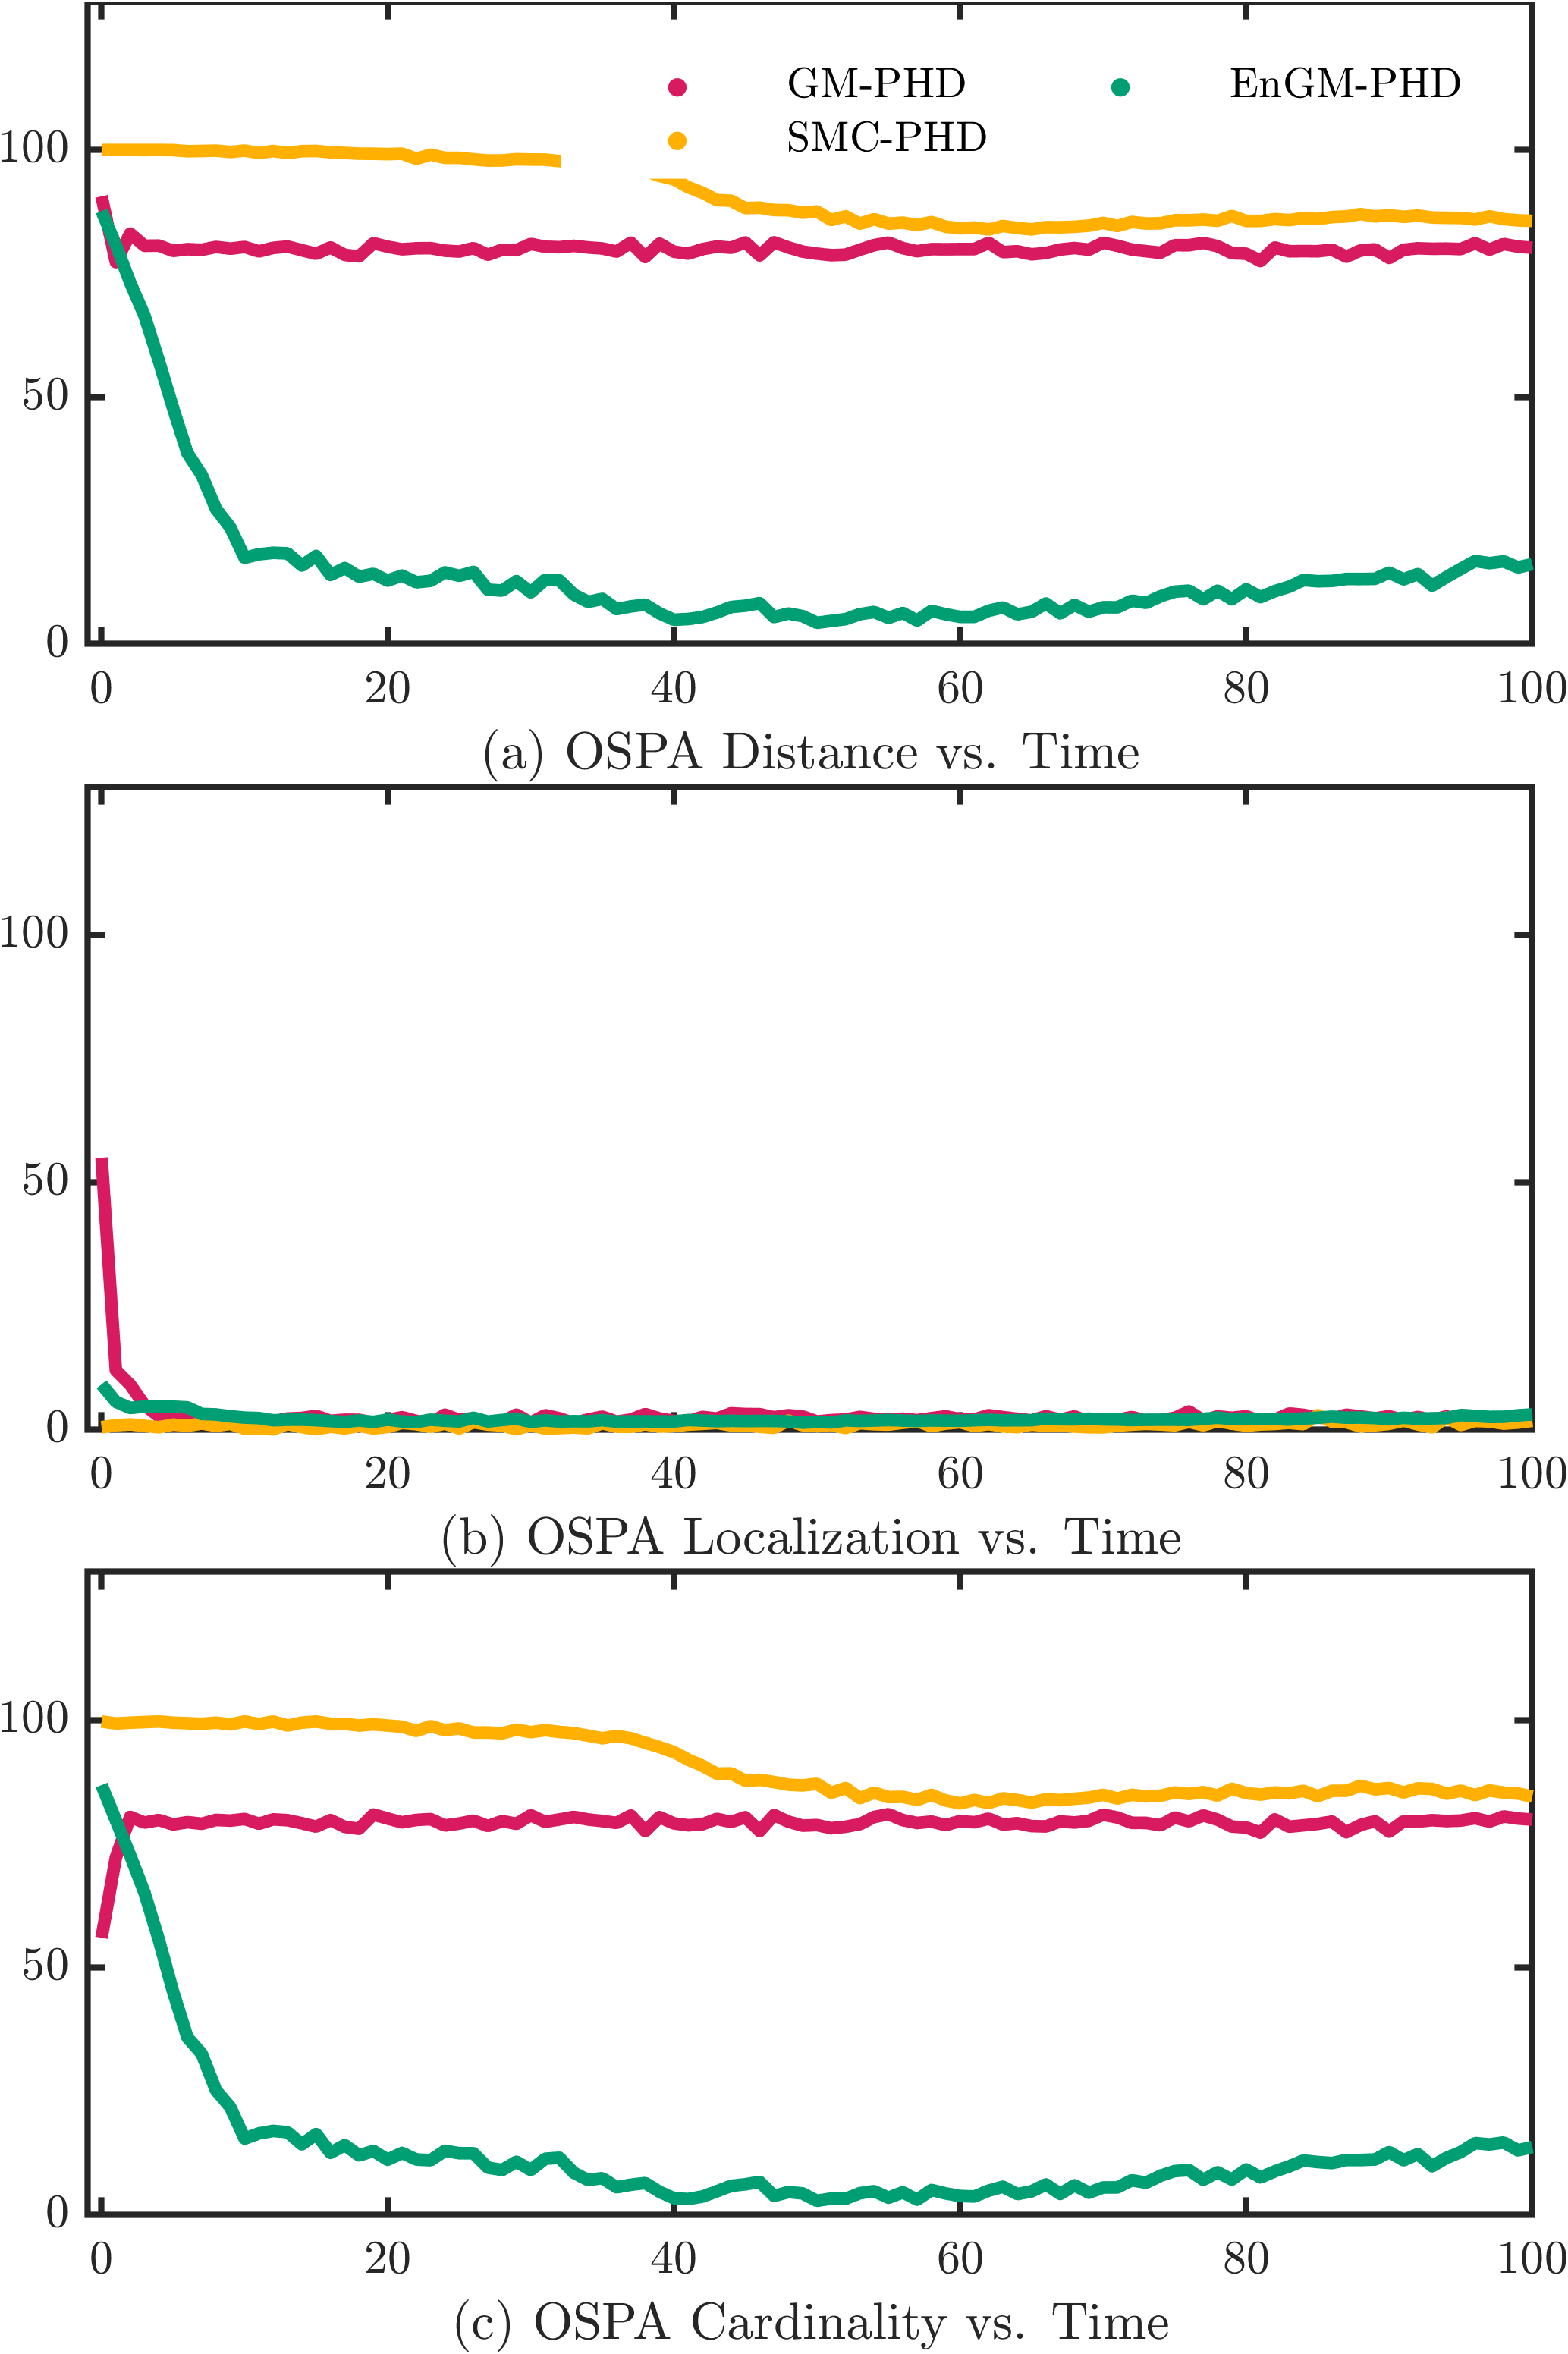 GM-PHD EnGM-PHD
SMC-PHD
100
50
0
0 20 40 60 80 100
(a) OSPA Distance vs. Time
100
50
0
0 20 40 60 80 100
(b) OSPA Localization vs. Time
100
50
0
0 20 40 60 80 100
(c) OSPA Cardinality vs. Time